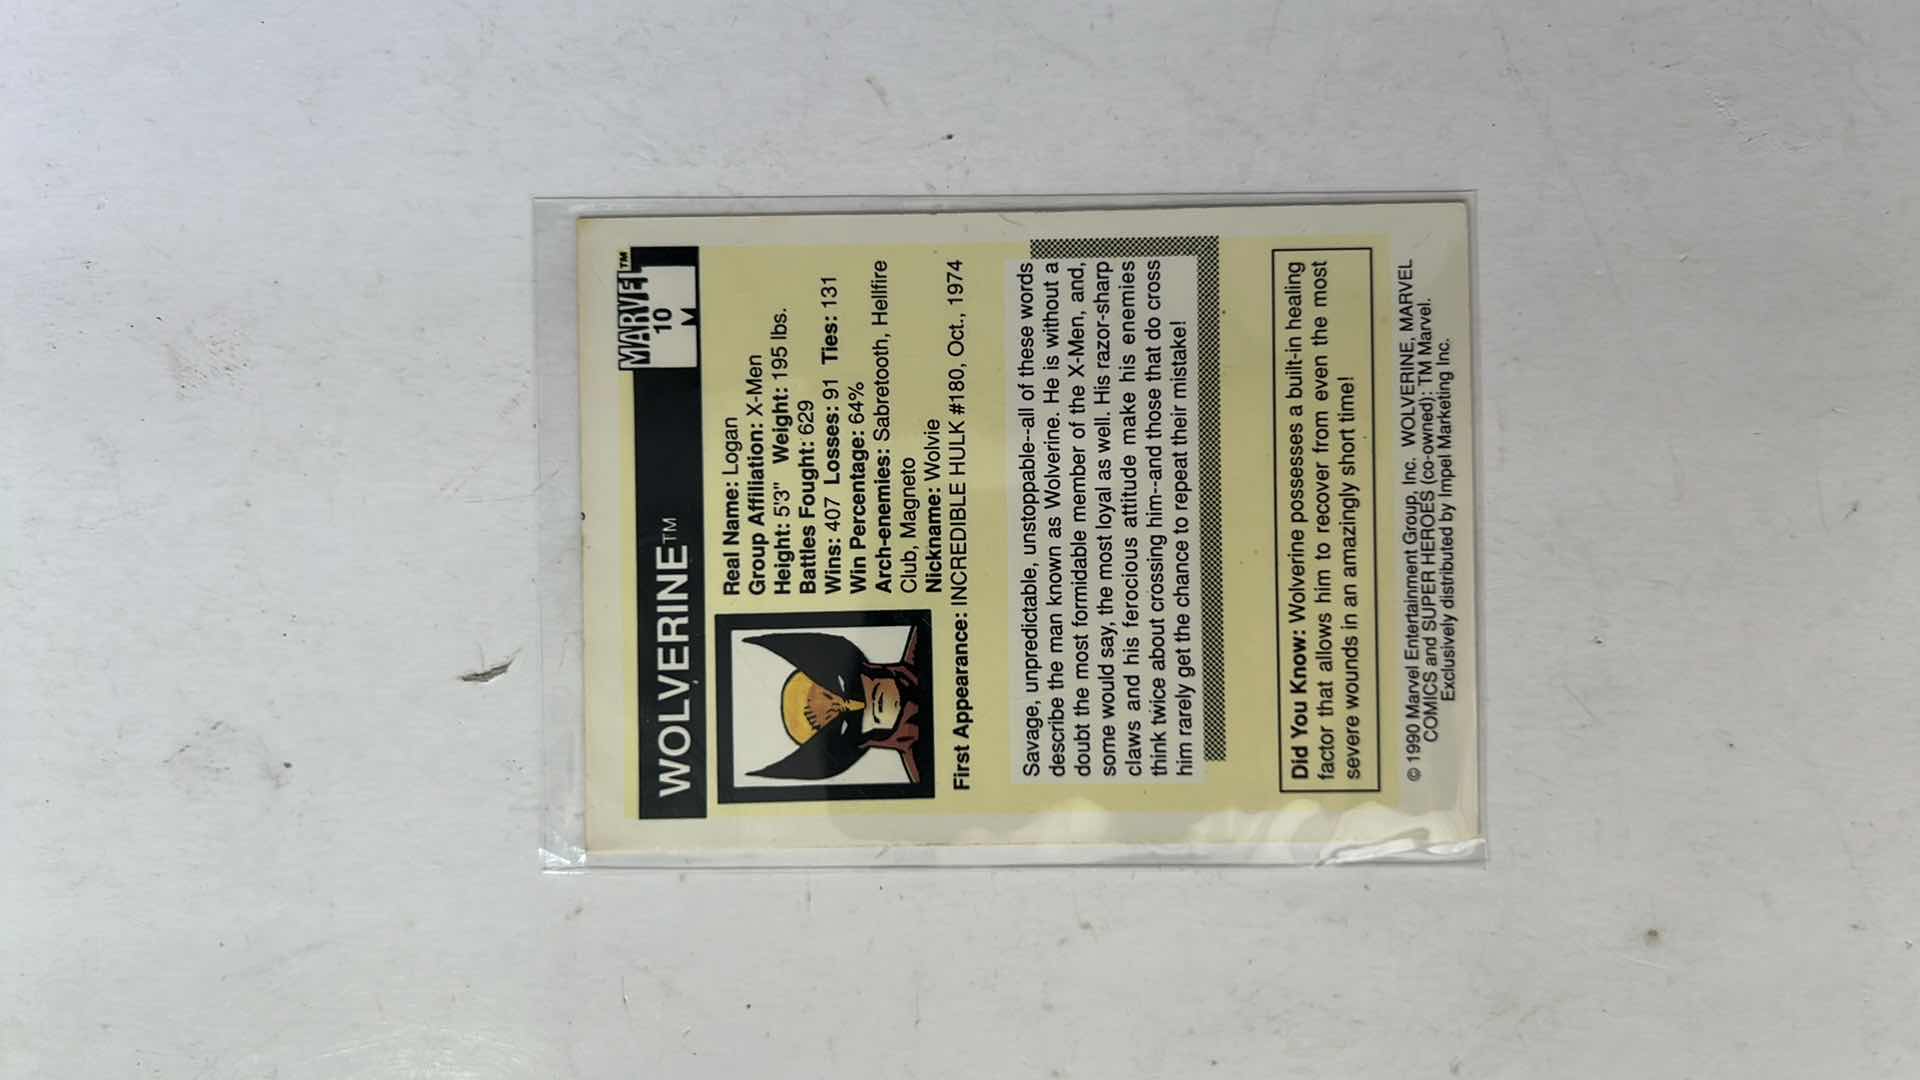 MARVEL™
10
WOLVERINE™
Real Name: Logan
Group Affiliation: X-Men
Height: 5'3" Weight: 195 lbs.
Battles Fought: 629
Wins: 407 Losses: 91 Ties: 131
Win Percentage: 64%
Arch-enemies: Sabretooth, Hellfire
Club, Magneto
Nickname: Wolvie
First Appearance: INCREDIBLE HULK #180, Oct., 1974
Savage, unpredictable, unstoppable--all of these words
describe the man known as Wolverine. He is without a
doubt the most formidable member of the X-Men, and,
some would say, the most loyal as well. His razor-sharp
claws and his ferocious attitude make his enemies
think twice about crossing him--and those that do cross
him rarely get the chance to repeat their mistake!
Did You Know: Wolverine possesses a built-in healing
factor that allows him to recover from even the most
severe wounds in an amazingly short time!
© 1990 Marvel Entertainment Group, Inc. WOLVERINE, MARVEL
COMICS and SUPER HEROES (co-owned): TM Marvel.
Exclusively distributed by Impel Marketing Inc.